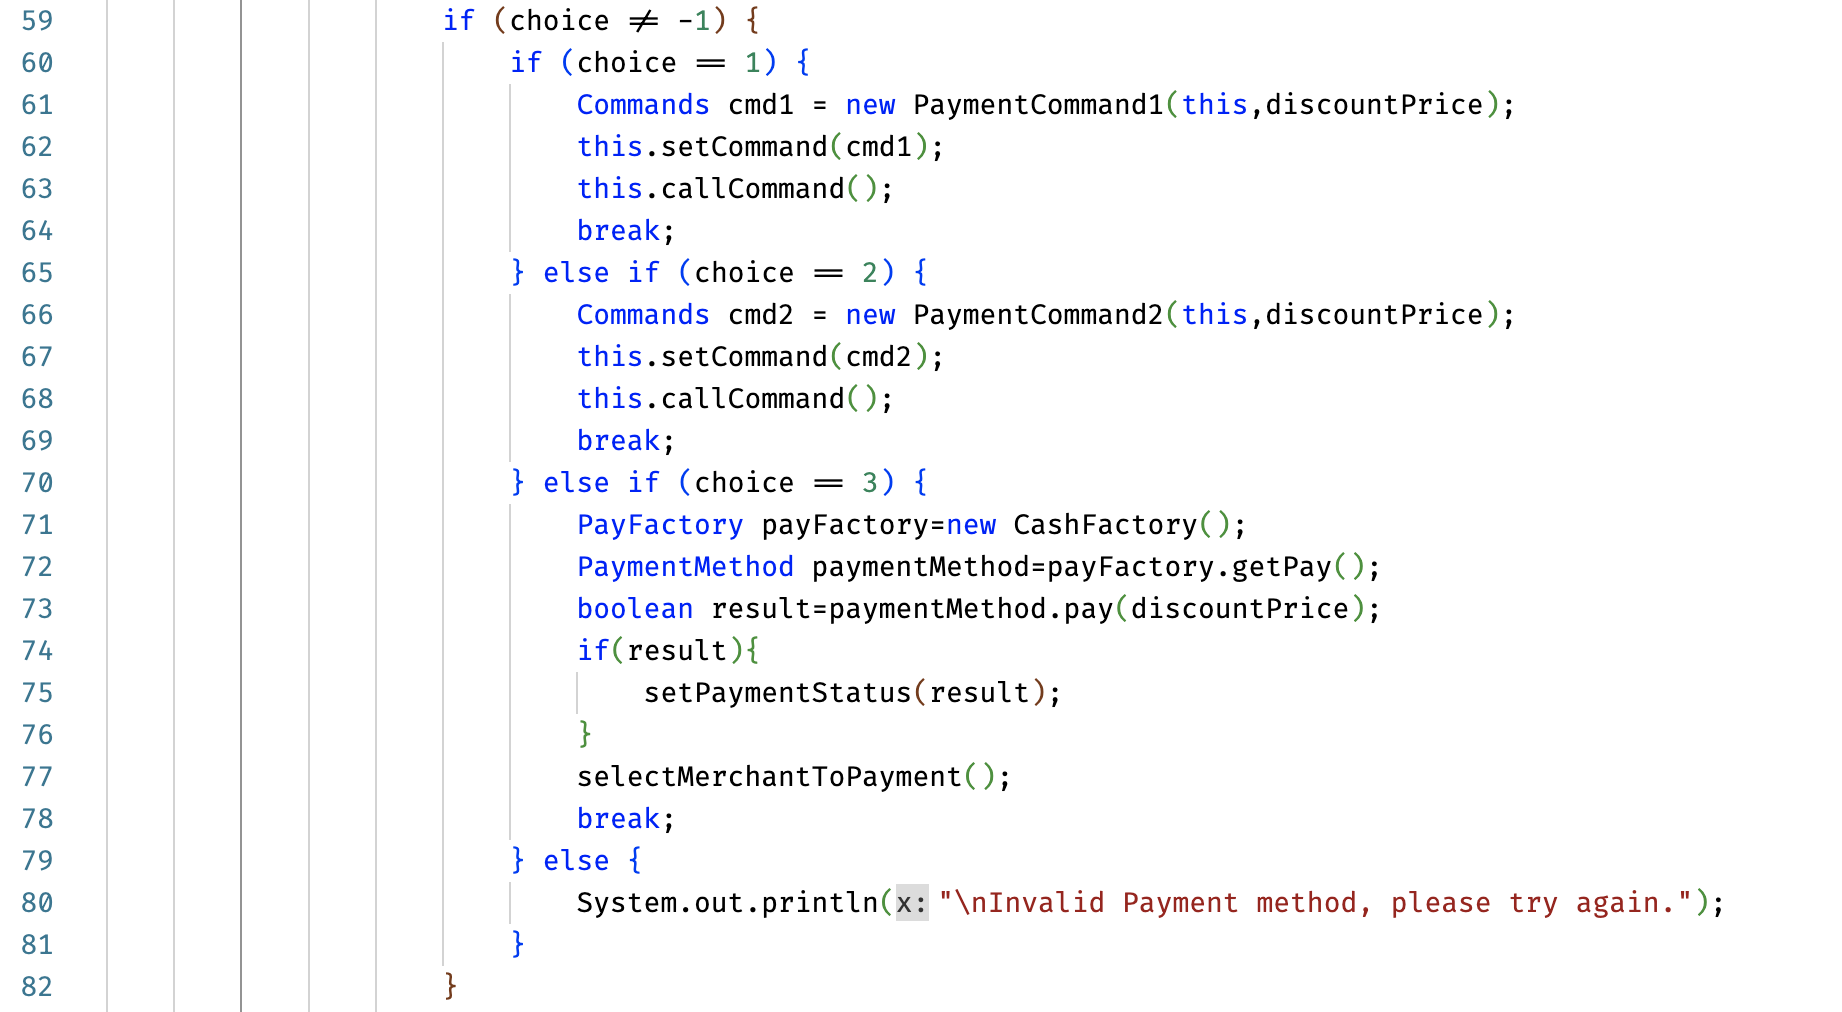 59 if (choice ≠ -1) {
60 if (choice == 1) {
61 Commands cmd1 = new PaymentCommand1(this,discountPrice);
62 this.setCommand(cmd1);
63 this.callCommand();
64 break;
65 } else if (choice == 2) {
66 Commands cmd2 = new PaymentCommand2(this,discountPrice);
67 this.setCommand(cmd2);
68 this.callCommand();
69 break;
70 } else if (choice == 3) {
71 PayFactory payFactory=new CashFactory();
72 PaymentMethod paymentMethod=payFactory.getPay();
73 boolean result=paymentMethod.pay(discountPrice);
74 if(result){
75 setPaymentStatus(result);
76 }
77 selectMerchantToPayment();
78 break;
79 } else {
80 System.out.println(x: "\nInvalid Payment method, please try again.");
81 }
82 }